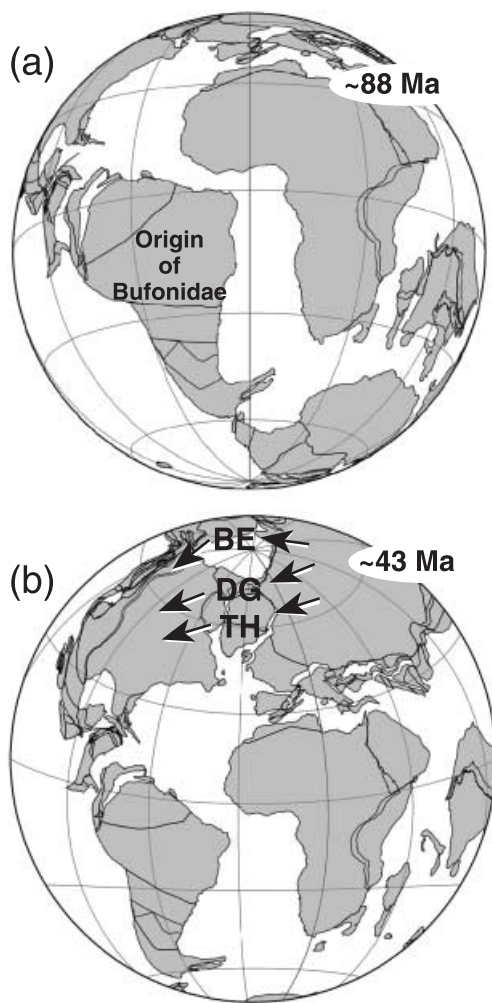 (a)
~88 Ma
Origin
of
Bufonidae
(b)
BE
~43 Ma
DG
TH